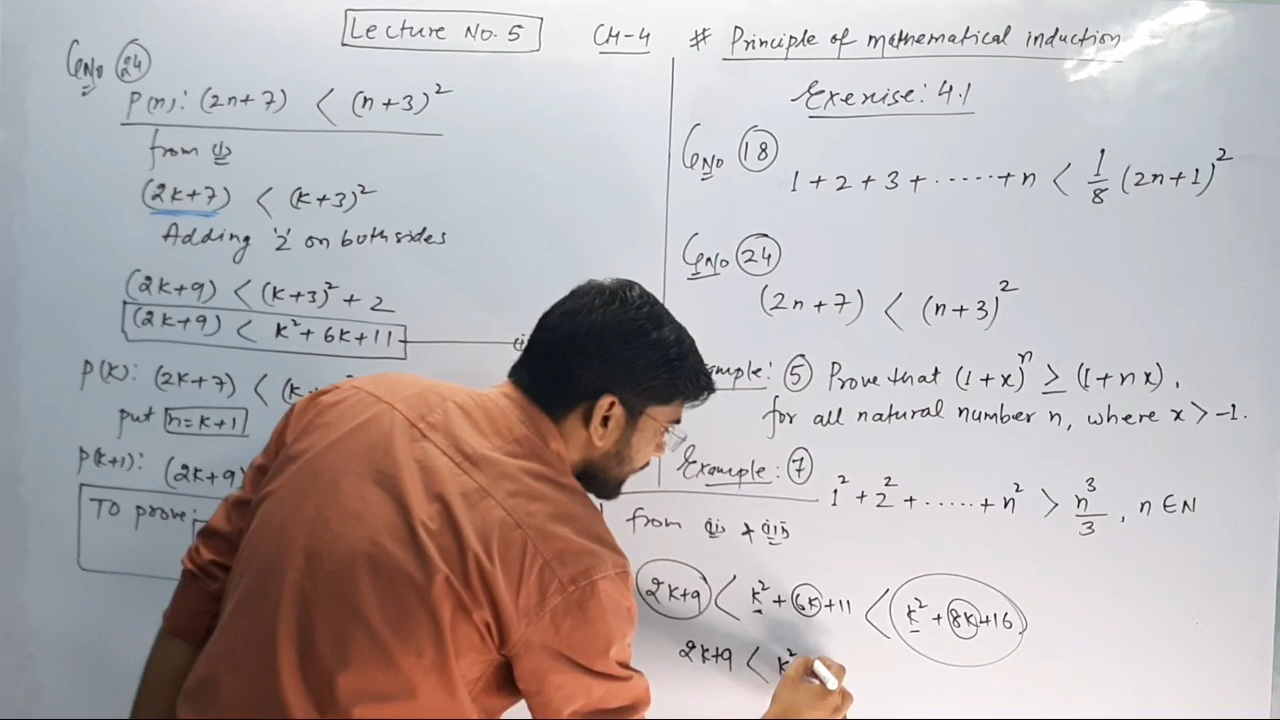 Lecture No. 5
CH-4 # Principle of mathematical induction
Q No 24
P(n): (2n+7) < (n+3)²
from (i)
(2k+7) < (k+3)²
Adding '2' on both sides
(2k+9) < (k+3)² + 2
(2k+9) < k² + 6k+11
P(k): (2k+7) < (k
put n=k+1
P(k+1): (2k+9)
To prove:
Exercise: 4.1
Q No 18
1+2+3+......+n < 1/8 (2n+1)²
Q No 24
(2n+7) < (n+3)²
mple: 5 Prove that (1+x)ⁿ ≥ (1+nx),
for all natural number n, where x > -1.
Example: 7
1² + 2² + ...... + n² > n³/3, n ∈ N
from (ii) & (iii)
2k+9 < k² + 6k+11 < k² + 8k+16
2k+9 < k²